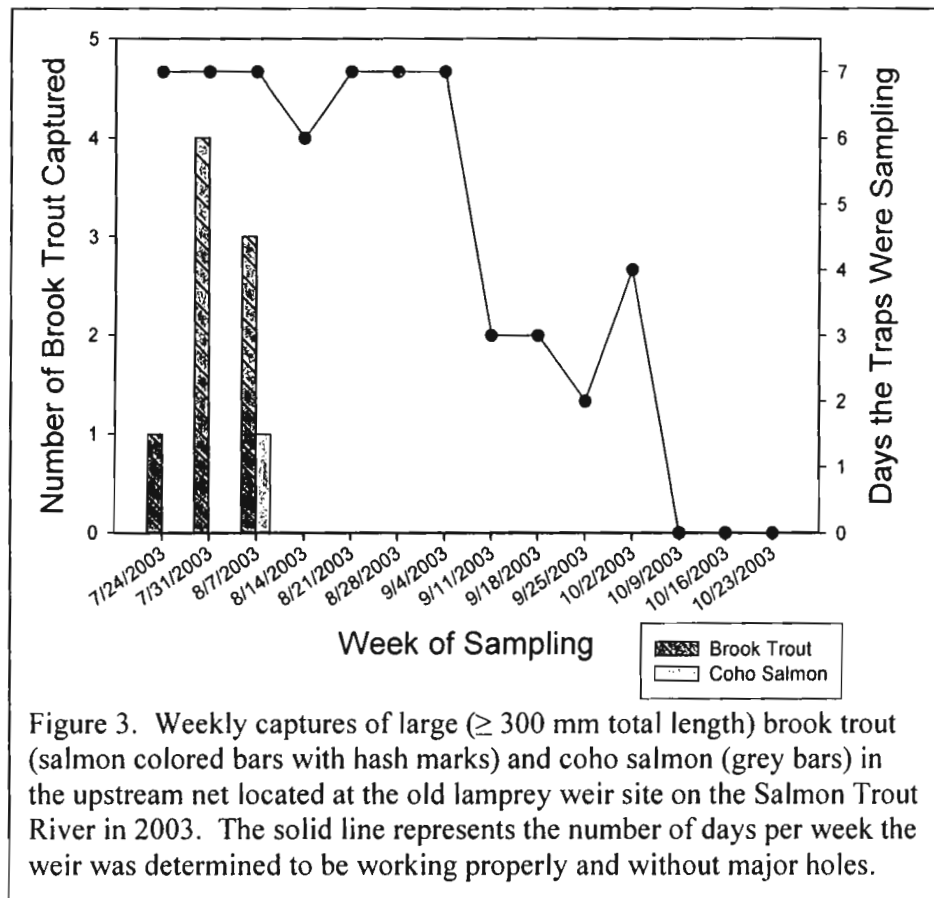 5
4
3
2
1
0
Number of Brook Trout Captured
7
6
5
4
3
2
1
0
Days the Traps Were Sampling
7/24/2003
7/31/2003
8/7/2003
8/14/2003
8/21/2003
8/28/2003
9/4/2003
9/11/2003
9/18/2003
9/25/2003
10/2/2003
10/9/2003
10/16/2003
10/23/2003
Week of Sampling
Brook Trout
Coho Salmon
Figure 3. Weekly captures of large (≥ 300 mm total length) brook trout
(salmon colored bars with hash marks) and coho salmon (grey bars) in
the upstream net located at the old lamprey weir site on the Salmon Trout
River in 2003. The solid line represents the number of days per week the
weir was determined to be working properly and without major holes.